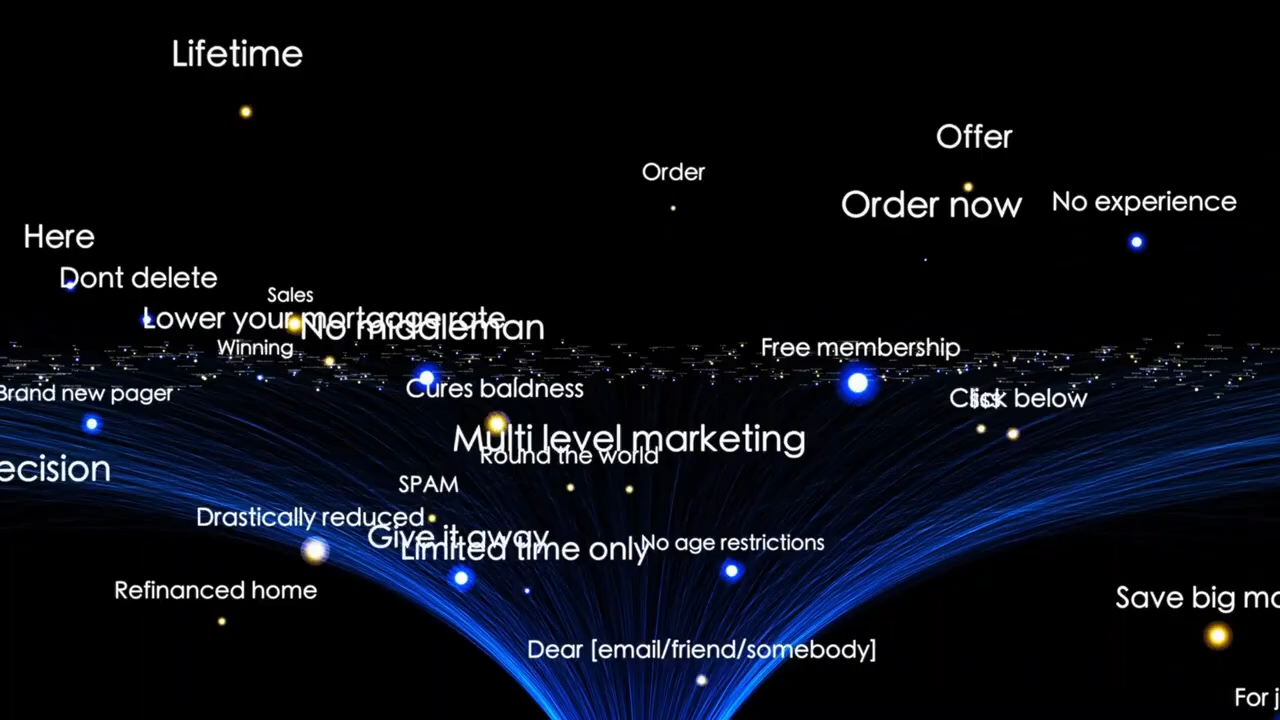 Lifetime
Offer
Order
Order now
No experience
Here
Dont delete
Sales
Lower your mortgage rate
No middleman
Winning
Free membership
Cures baldness
Brand new pager
Click below
Multi level marketing
Round the world
ecision
SPAM
Drastically reduced
Give it away
Limited time only
No age restrictions
Refinanced home
Save big mo
Dear [email/friend/somebody]
For j